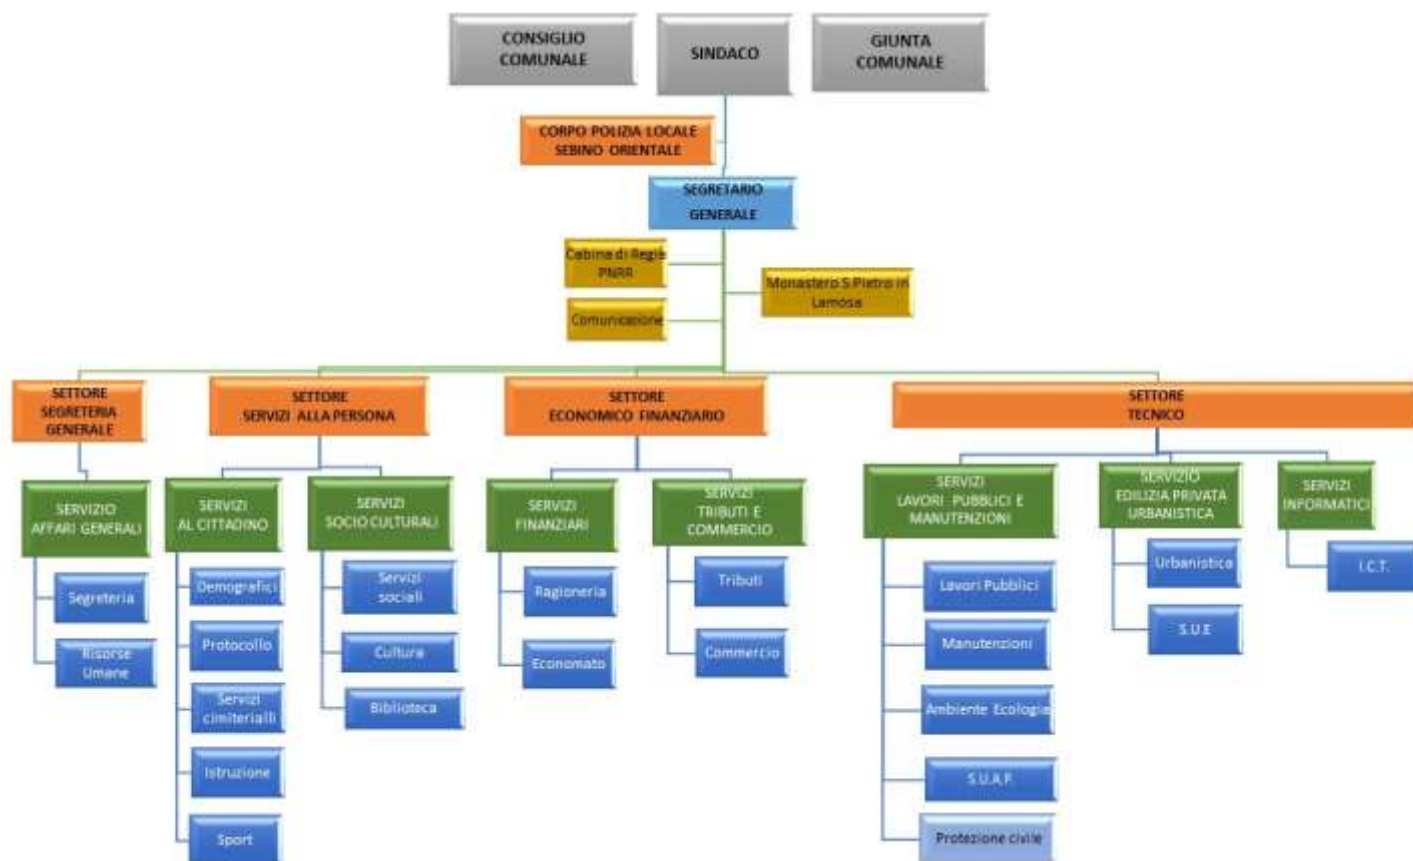 CONSIGLIO
COMUNALE
SINDACO
GIUNTA
COMUNALE
CORPO POLIZIA LOCALE
SEBINO ORIENTALE
SEGRETARIO
GENERALE
Cabina di Regia
PNRR
Monastero S.Pietro in
Lamosa
Comunicazione
SETTORE
SEGRETERIA
GENERALE
SETTORE
SERVIZI ALLA PERSONA
SETTORE
ECONOMICO FINANZIARIO
SETTORE
TECNICO
SERVIZIO
AFFARI GENERALI
SERVIZI
AL CITTADINO
SERVIZI
SOCIO CULTURALI
SERVIZI
FINANZIARI
SERVIZI
TRIBUTI E
COMMERCIO
SERVIZI
LAVORI PUBBLICI E
MANUTENZIONI
SERVIZIO
EDILIZIA PRIVATA
URBANISTICA
SERVIZI
INFORMATICI
Segreteria
Risorse
Umane
Demografici
Protocollo
Servizi
cimiterialli
Istruzione
Sport
Servizi
sociali
Cultura
Biblioteca
Ragioneria
Economato
Tributi
Commercio
Lavori Pubblici
Manutenzioni
Ambiente Ecologia
S.U.A.P.
Protezione civile
Urbanistica
S.U.E
I.C.T.